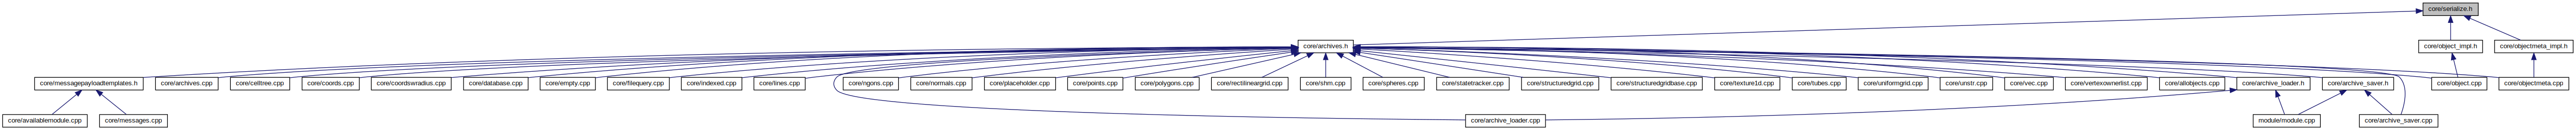 core/serialize.h
core/archives.h
core/object_impl.h
core/objectmeta_impl.h
core/messagepayloadtemplates.h
core/archives.cpp
core/celltree.cpp
core/coords.cpp
core/coordswradius.cpp
core/database.cpp
core/empty.cpp
core/filequery.cpp
core/indexed.cpp
core/lines.cpp
core/ngons.cpp
core/normals.cpp
core/placeholder.cpp
core/points.cpp
core/polygons.cpp
core/rectilineargrid.cpp
core/shm.cpp
core/spheres.cpp
core/statetracker.cpp
core/structuredgrid.cpp
core/structuredgridbase.cpp
core/texture1d.cpp
core/tubes.cpp
core/uniformgrid.cpp
core/unstr.cpp
core/vec.cpp
core/vertexownerlist.cpp
core/allobjects.cpp
core/archive_loader.h
core/archive_saver.h
core/object.cpp
core/objectmeta.cpp
core/availablemodule.cpp
core/messages.cpp
core/archive_loader.cpp
module/module.cpp
core/archive_saver.cpp